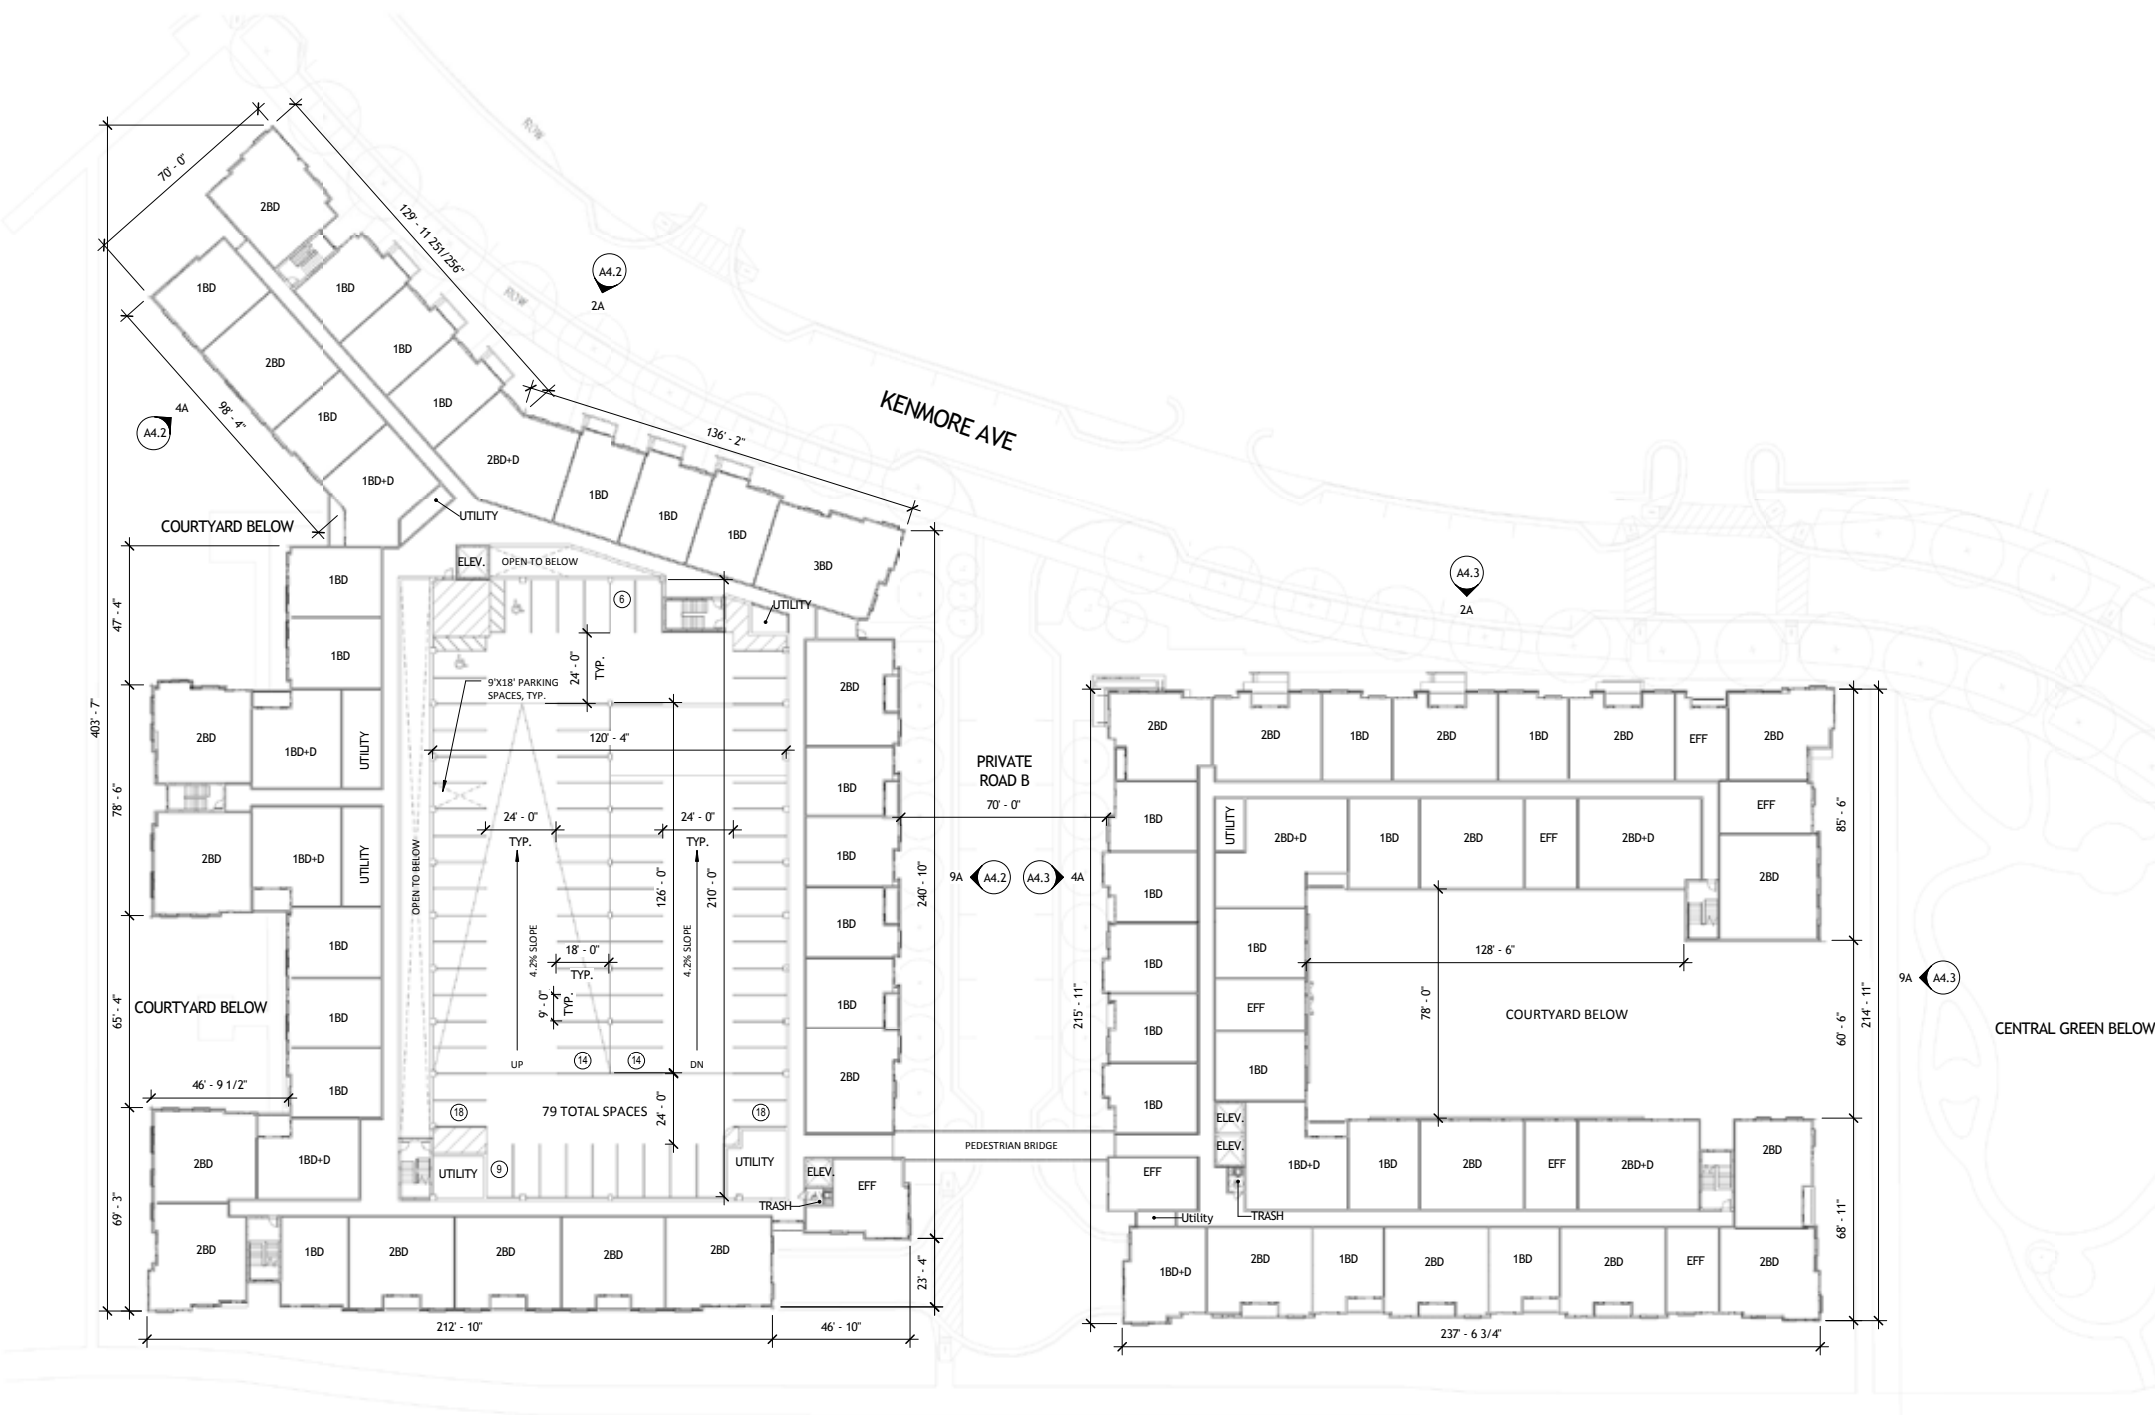 ROW
70' - 0"
2BD
129' - 11 251/256"
A4.2
2A
ROW
1BD
1BD
1BD
2BD
1BD
1BD
4A
A4.2
98' - 4"
KENMORE AVE
136' - 2"
2BD+D
1BD+D
1BD
1BD
1BD
3BD
UTILITY
COURTYARD BELOW
403' - 7"
ELEV.
OPEN TO BELOW
1BD
47' - 4"
6
UTILITY
1BD
24' - 0"
TYP.
9'X18' PARKING
SPACES, TYP.
2BD
2BD
1BD+D
UTILITY
120' - 4"
1BD
78' - 6"
24' - 0"
TYP.
24' - 0"
TYP.
2BD
1BD+D
UTILITY
OPEN TO BELOW
126' - 0"
210' - 0"
1BD
240' - 10"
1BD
1BD
4.2% SLOPE
4.2% SLOPE
18' - 0"
TYP.
9' - 0"
TYP.
COURTYARD BELOW
65' - 4"
1BD
1BD
UP
14
14
DN
2BD
46' - 9 1/2"
1BD
18
79 TOTAL SPACES
24' - 0"
18
2BD
1BD+D
UTILITY
9
UTILITY
ELEV.
EFF
TRASH
69' - 3"
2BD
1BD
2BD
2BD
2BD
2BD
23' - 4"
212' - 10"
46' - 10"
PRIVATE
ROAD B
70' - 0"
9A
A4.2
A4.3
4A
PEDESTRIAN BRIDGE
A4.3
2A
2BD
2BD
1BD
2BD
1BD
2BD
EFF
2BD
1BD
UTILITY
2BD+D
1BD
2BD
EFF
2BD+D
EFF
85' - 6"
2BD
1BD
1BD
1BD
128' - 6"
215' - 11"
78' - 0"
COURTYARD BELOW
1BD
EFF
60' - 6"
214' - 11"
9A
A4.3
CENTRAL GREEN BELOW
1BD
1BD
ELEV.
ELEV.
EFF
1BD+D
1BD
2BD
EFF
2BD+D
2BD
Utility
TRASH
68' - 11"
1BD+D
2BD
1BD
2BD
1BD
2BD
EFF
2BD
237' - 6 3/4"